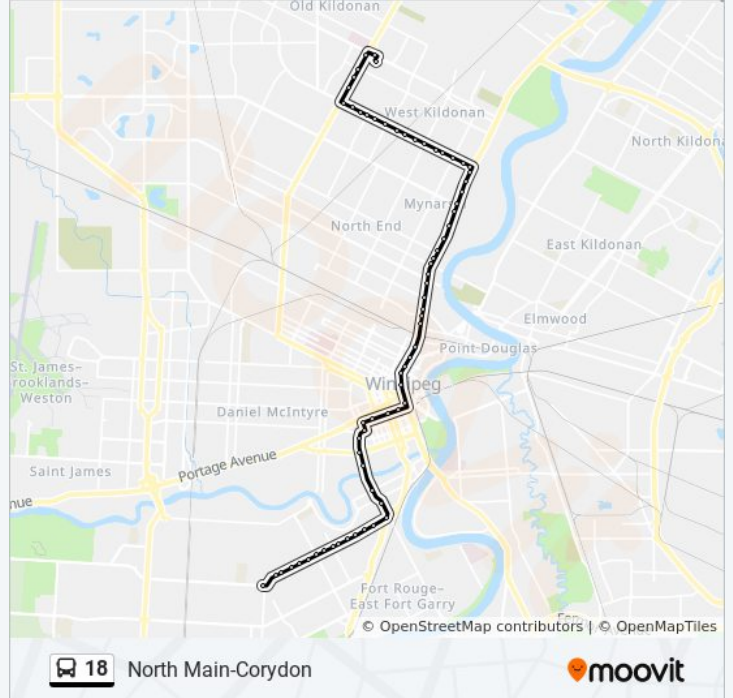 Old Kildonan
West Kildonan
North Kildona
Mynar
North End
East Kildonan
Elmwood
Point Douglas
St. James–
rooklands–
Weston
Winnipeg
Daniel McIntyre
Portage Avenue
Saint James
nue
Fort Rouge–
East Fort Garry
© OpenStreetMap contributors | © OpenMapTiles
18 North Main-Corydon
moovit